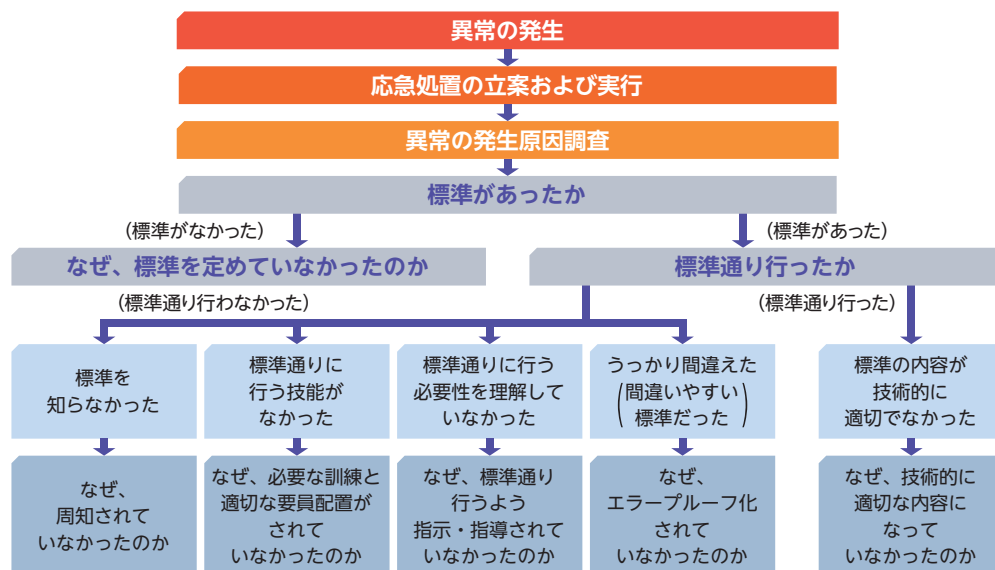 異常の発生
応急処置の立案および実行
異常の発生原因調査
標準があったか
(標準がなかった)
(標準があった)
なぜ、標準を定めていなかったのか
標準通り行ったか
(標準通り行わなかった)
(標準通り行った)
標準を
知らなかった
標準通りに
行う技能が
なかった
標準通りに行う
必要性を理解して
いなかった
うっかり間違えた
(間違いやすい
標準だった)
標準の内容が
技術的に
適切でなかった
なぜ、
周知されて
いなかったのか
なぜ、必要な訓練と
適切な要員配置が
されて
いなかったのか
なぜ、標準通り
行うよう
指示・指導されて
いなかったのか
なぜ、
エラープルーフ化
されて
いなかったのか
なぜ、技術的に
適切な内容に
なって
いなかったのか